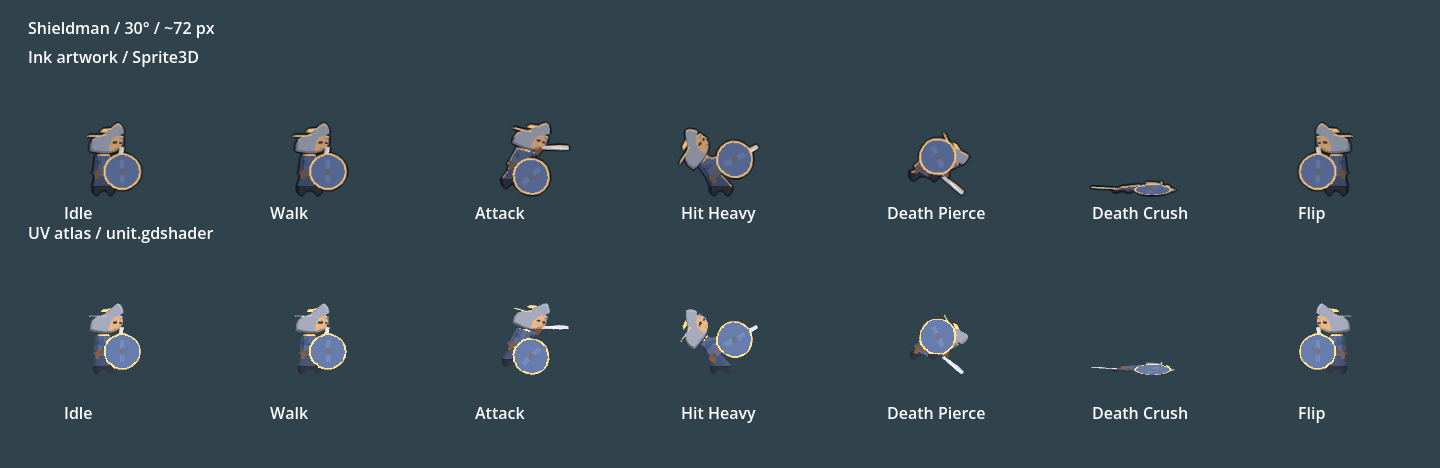 Shieldman / 30° / ~72 px
Ink artwork / Sprite3D
Idle Walk Attack Hit Heavy Death Pierce Death Crush Flip
UV atlas / unit.gdshader
Idle Walk Attack Hit Heavy Death Pierce Death Crush Flip